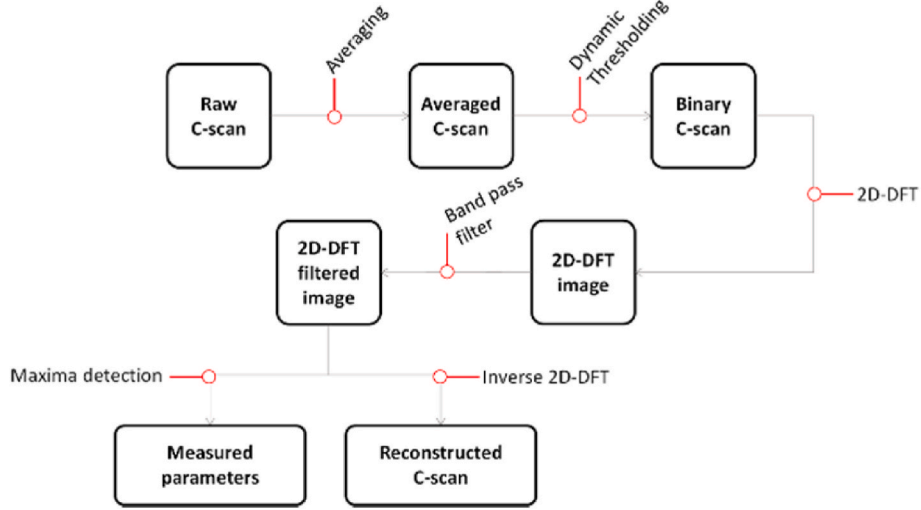 Averaging
Dynamic
Thresholding
Raw
C-scan
Averaged
C-scan
Binary
C-scan
2D-DFT
Band pass
filter
2D-DFT
filtered
image
2D-DFT
image
Maxima detection
Inverse 2D-DFT
Measured
parameters
Reconstructed
C-scan